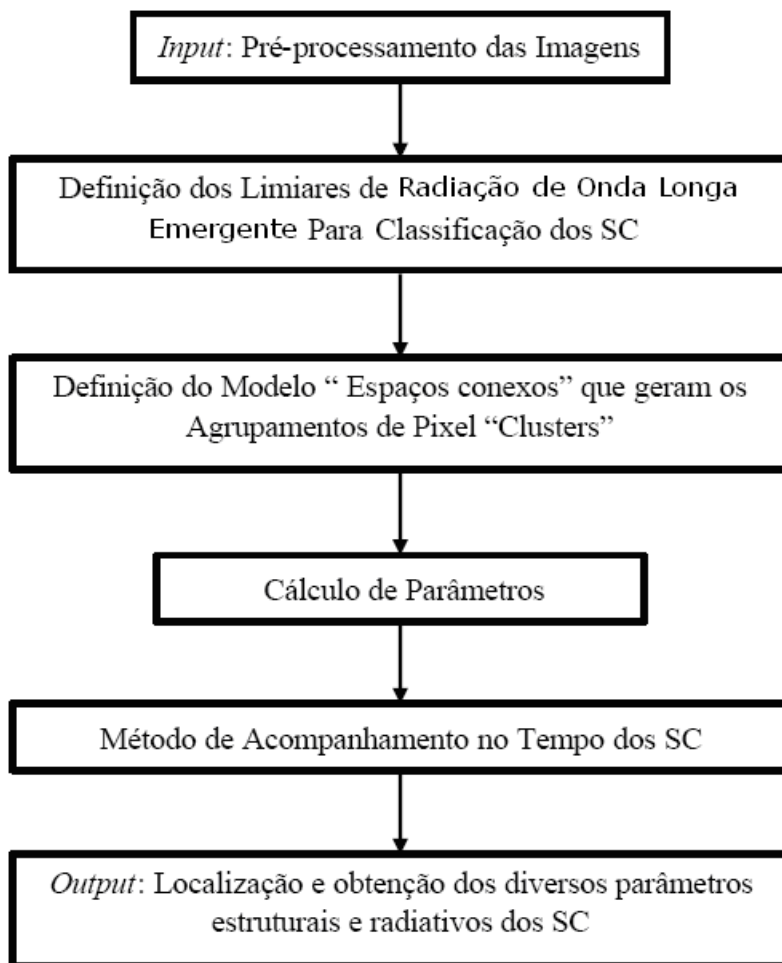 Input: Pré-processamento das Imagens
Definição dos Limiares de Radiação de Onda Longa
Emergente Para Classificação dos SC
Definição do Modelo “ Espaços conexos” que geram os
Agrupamentos de Pixel “Clusters”
Cálculo de Parâmetros
Método de Acompanhamento no Tempo dos SC
Output: Localização e obtenção dos diversos parâmetros
estruturais e radiativos dos SC